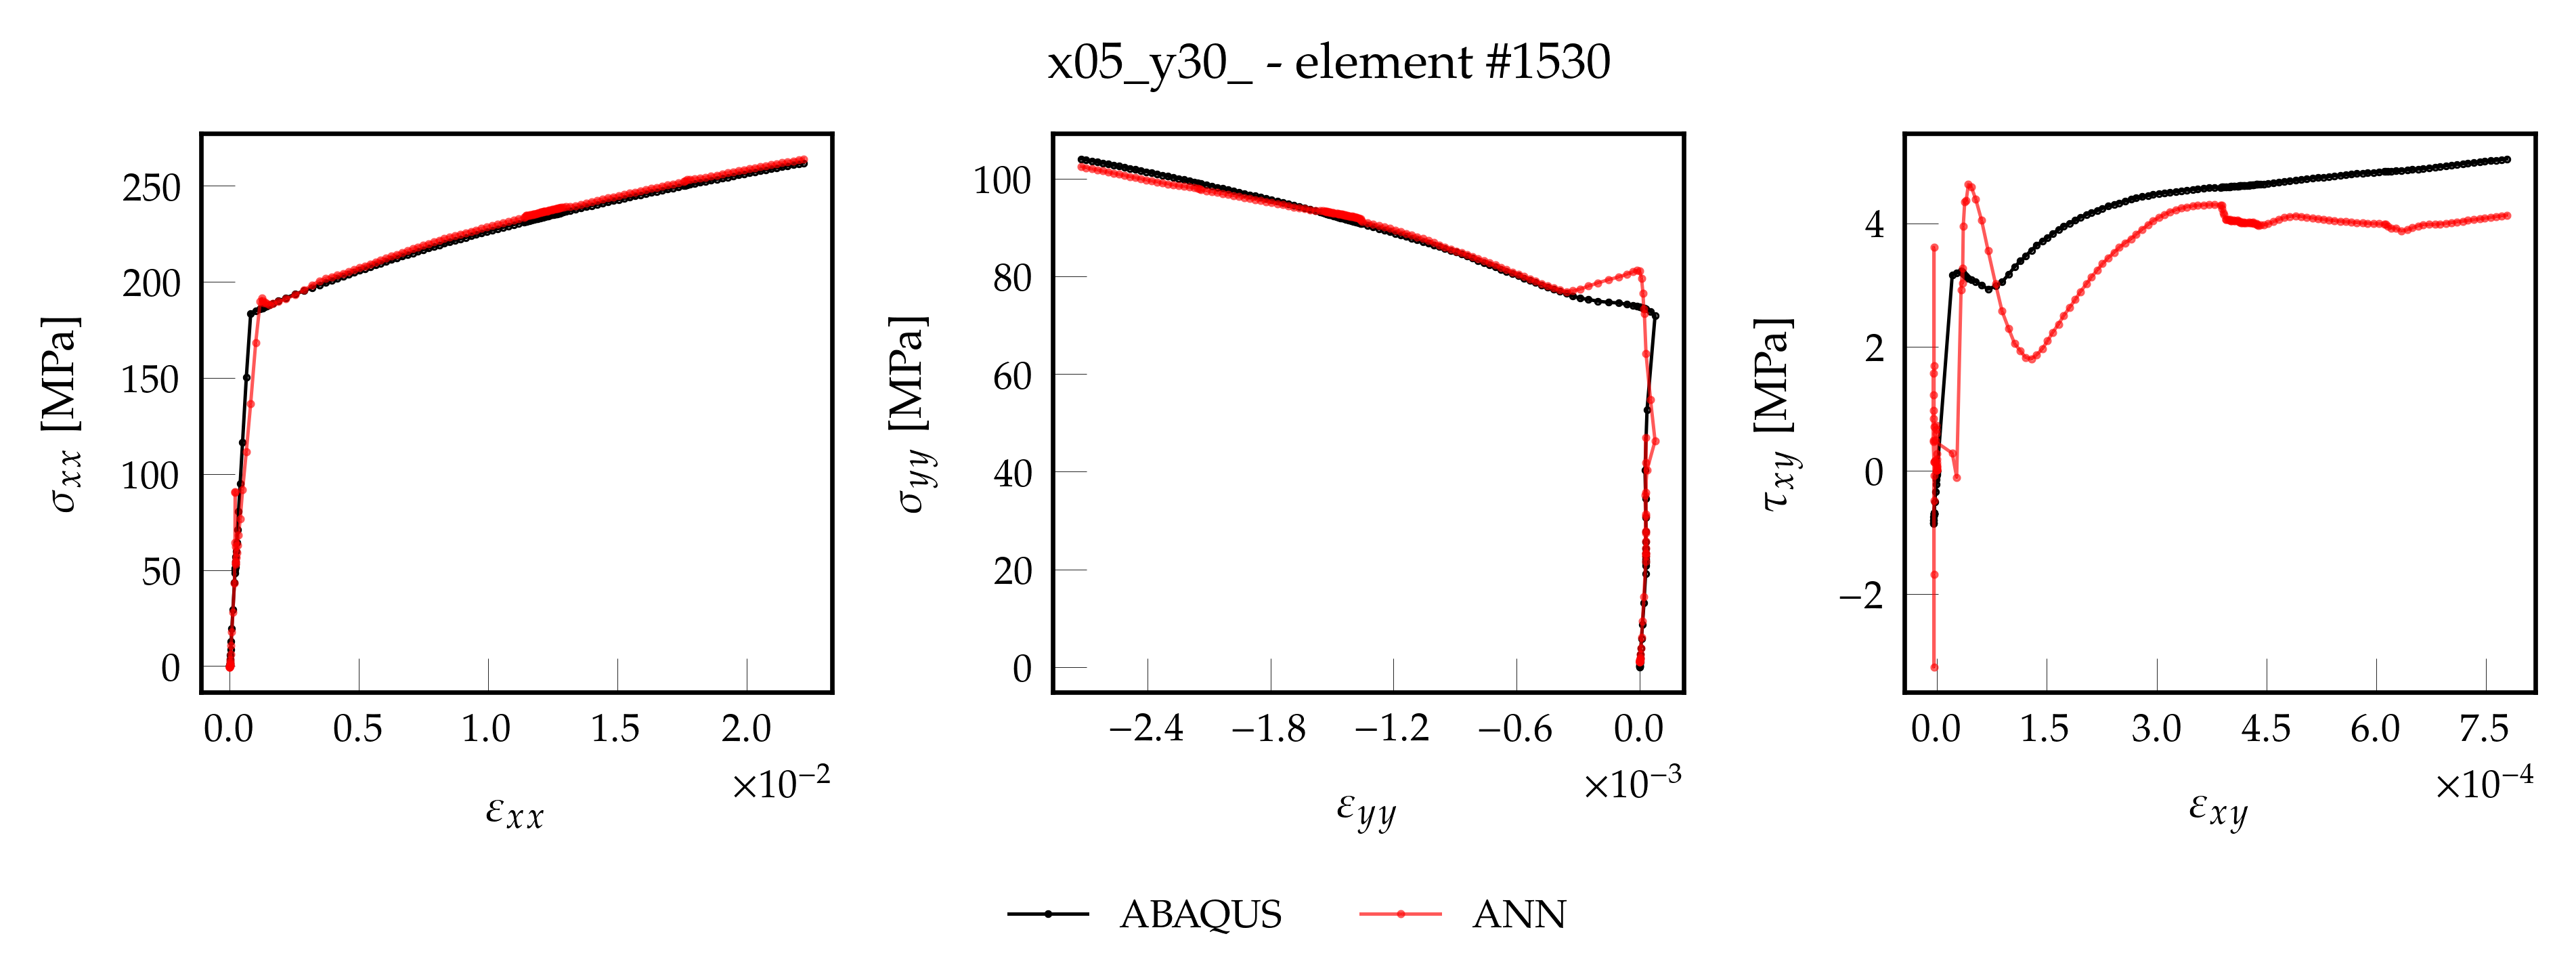 x05_y30_ - element #1530
σxx [MPa]
250
200
150
100
50
0
0.0 0.5 1.0 1.5 2.0
×10−2
εxx
σyy [MPa]
100
80
60
40
20
0
−2.4 −1.8 −1.2 −0.6 0.0
×10−3
εyy
τxy [MPa]
4
2
0
−2
0.0 1.5 3.0 4.5 6.0 7.5
×10−4
εxy
ABAQUS ANN